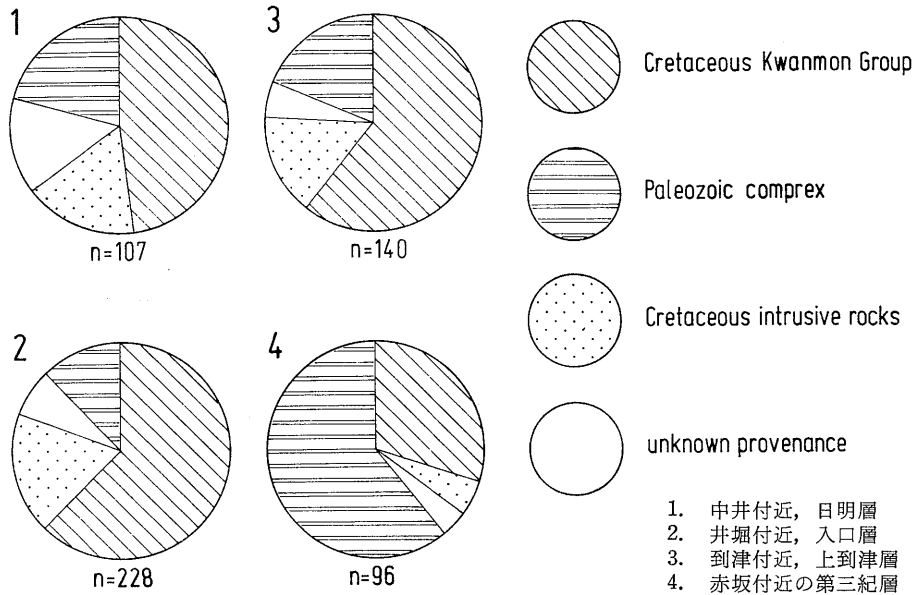 1
n=107
3
n=140
2
n=228
4
n=96
Cretaceous Kwanmon Group
Paleozoic comprex
Cretaceous intrusive rocks
unknown provenance
1. 中井付近，日明層
2. 井堀付近，入口層
3. 到津付近，上到津層
4. 赤坂付近の第三紀層